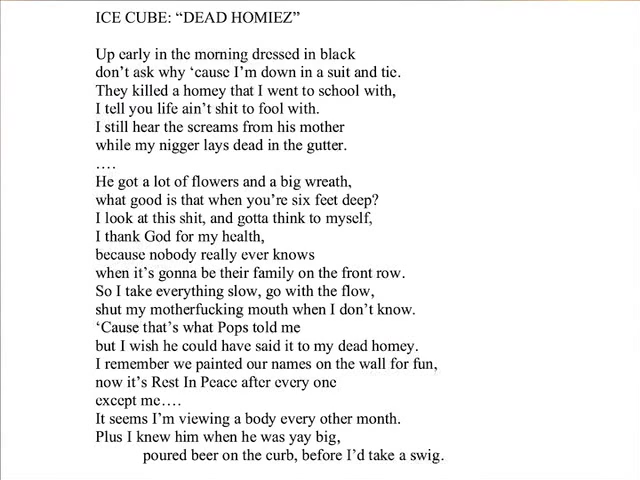 ICE CUBE: “DEAD HOMIEZ”
Up early in the morning dressed in black
don’t ask why ‘cause I’m down in a suit and tie.
They killed a homey that I went to school with,
I tell you life ain’t shit to fool with.
I still hear the screams from his mother
while my nigger lays dead in the gutter.
….
He got a lot of flowers and a big wreath,
what good is that when you’re six feet deep?
I look at this shit, and gotta think to myself,
I thank God for my health,
because nobody really ever knows
when it’s gonna be their family on the front row.
So I take everything slow, go with the flow,
shut my motherfucking mouth when I don’t know.
‘Cause that’s what Pops told me
but I wish he could have said it to my dead homey.
I remember we painted our names on the wall for fun,
now it’s Rest In Peace after every one
except me….
It seems I’m viewing a body every other month.
Plus I knew him when he was yay big,
poured beer on the curb, before I’d take a swig.